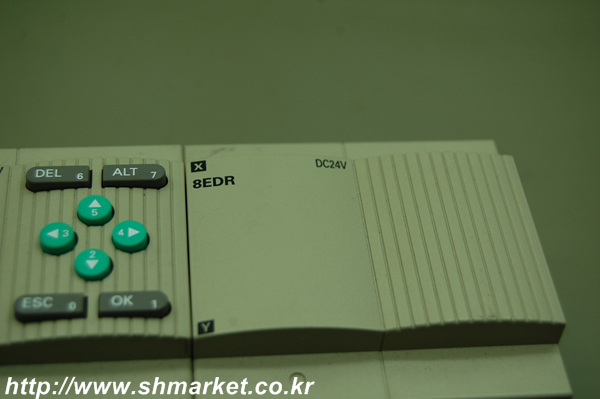 DEL 6
ALT 7
5
3
4
2
ESC 0
OK 1
X
DC24V
8EDR
Y
http://www.shmarket.co.kr